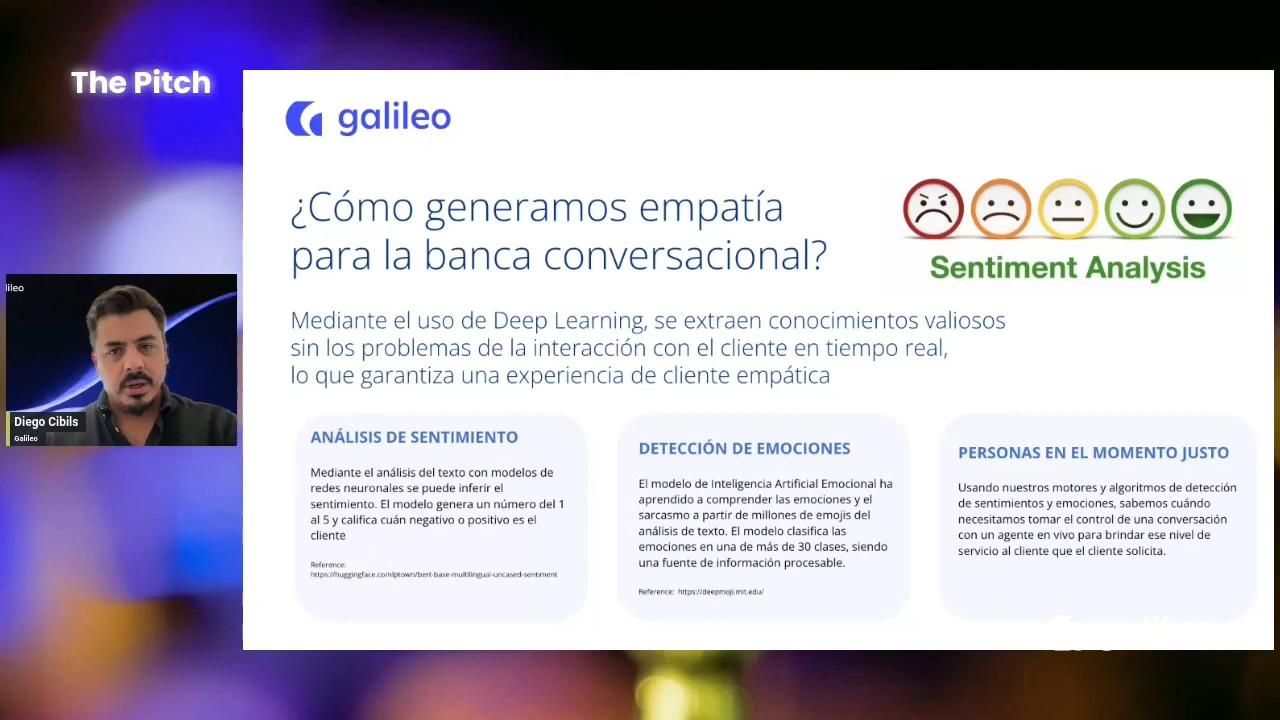 The Pitch
galileo
¿Cómo generamos empatía
para la banca conversacional?
Sentiment Analysis
Mediante el uso de Deep Learning, se extraen conocimientos valiosos
sin los problemas de la interacción con el cliente en tiempo real,
lo que garantiza una experiencia de cliente empática
lileo
Diego Cibils
Galileo
ANÁLISIS DE SENTIMIENTO
Mediante el análisis del texto con modelos de
redes neuronales se puede inferir el
sentimiento. El modelo genera un número del 1
al 5 y califica cuán negativo o positivo es el
cliente
Reference:
https://huggingface.co/nlptown/bert-base-multilingual-uncased-sentiment
DETECCIÓN DE EMOCIONES
El modelo de Inteligencia Artificial Emocional ha
aprendido a comprender las emociones y el
sarcasmo a partir de millones de emojis del
análisis de texto. El modelo clasifica las
emociones en una de más de 30 clases, siendo
una fuente de información procesable.
Reference: https://deepmoji.mit.edu/
PERSONAS EN EL MOMENTO JUSTO
Usando nuestros motores y algoritmos de detección
de sentimientos y emociones, sabemos cuándo
necesitamos tomar el control de una conversación
con un agente en vivo para brindar ese nivel de
servicio al cliente que el cliente solicita.